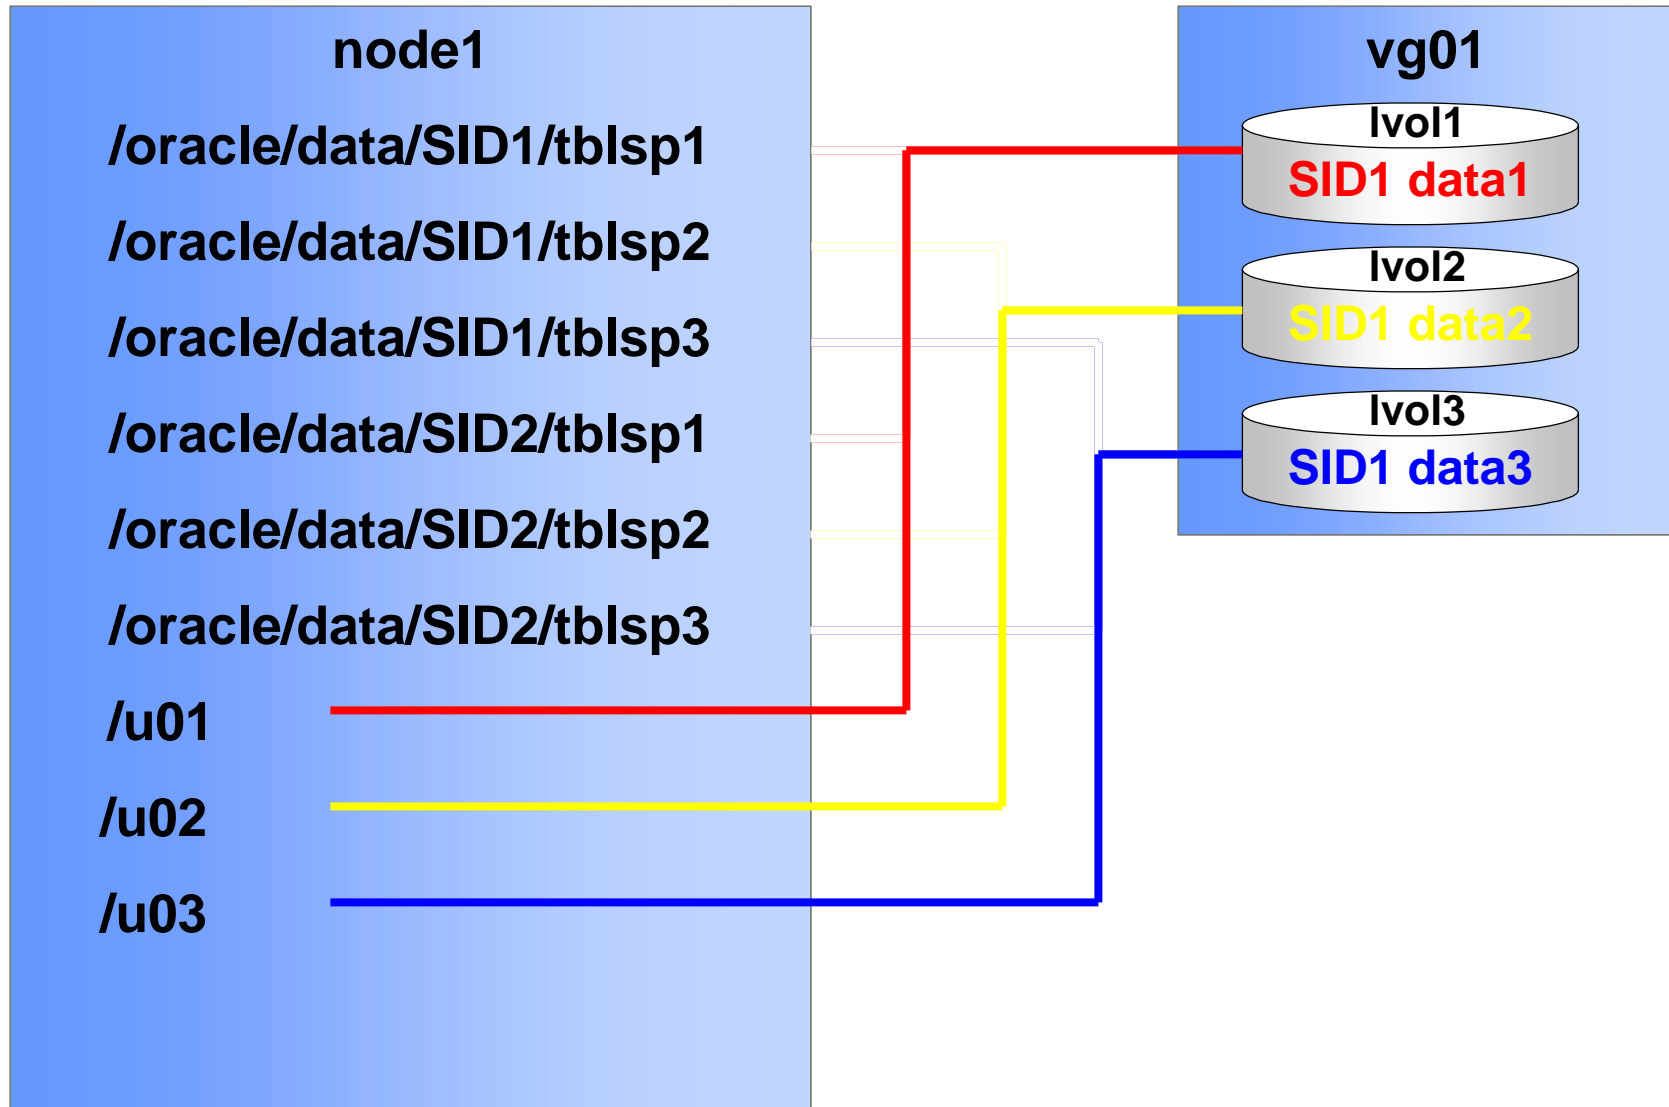 node1
/oracle/data/SID1/tblsp1
/oracle/data/SID1/tblsp2
/oracle/data/SID1/tblsp3
/oracle/data/SID2/tblsp1
/oracle/data/SID2/tblsp2
/oracle/data/SID2/tblsp3
/u01
/u02
/u03
vg01
lvol1
SID1 data1
lvol2
SID1 data2
lvol3
SID1 data3